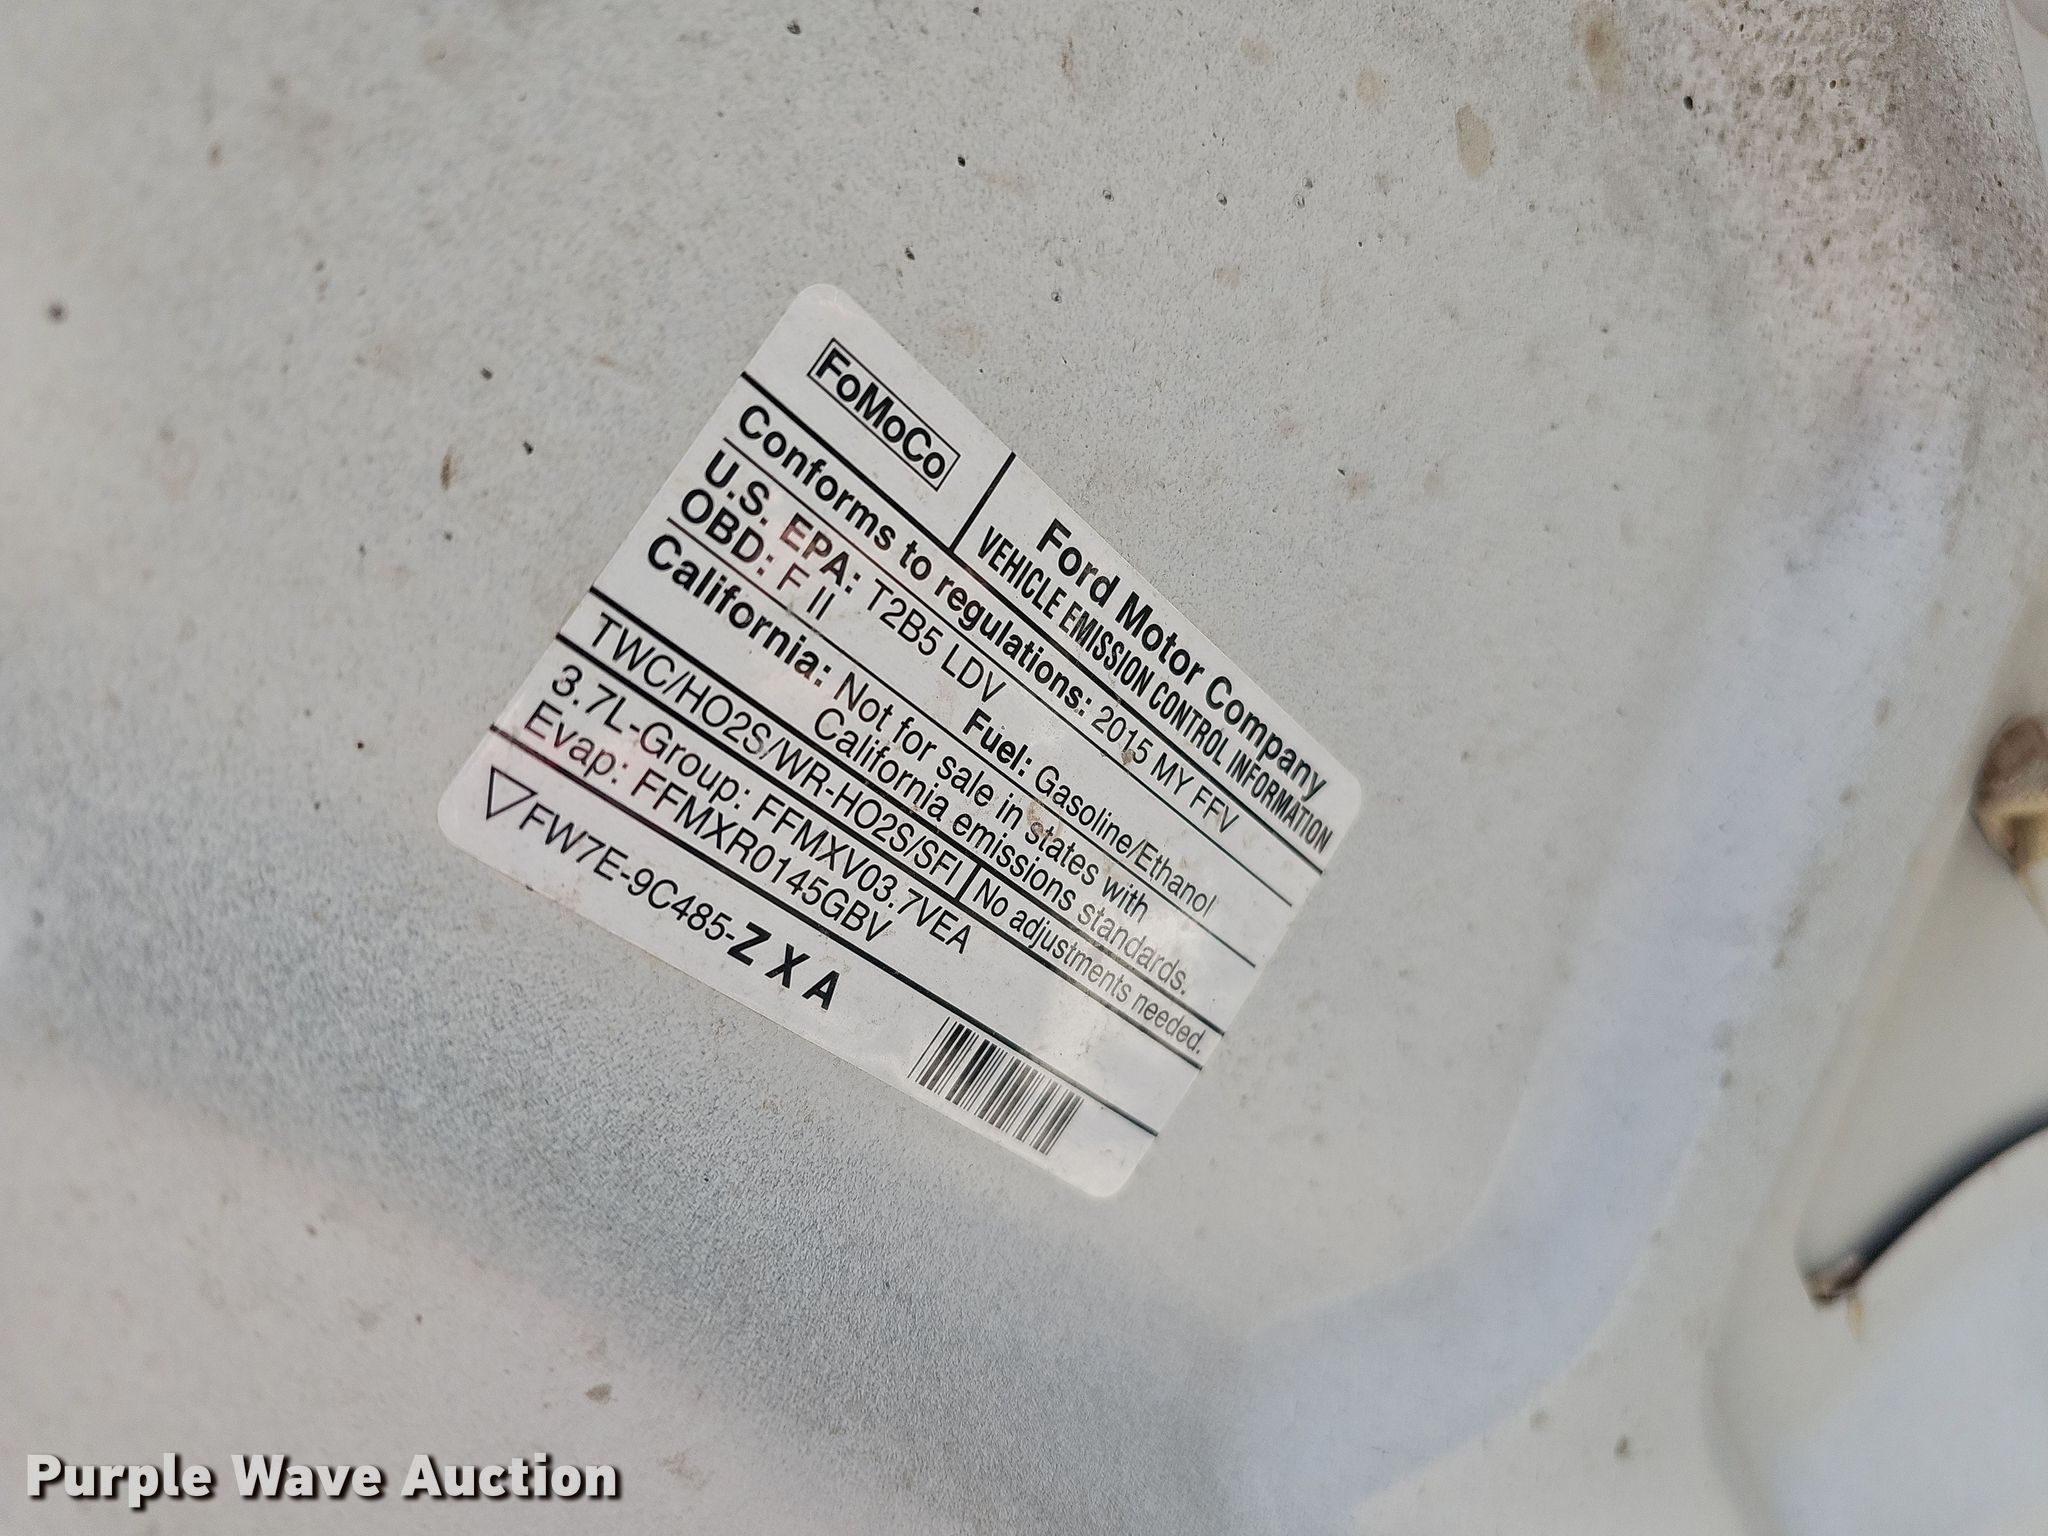 FoMoCo
Ford Motor Company
VEHICLE EMISSION CONTROL INFORMATION
Conforms to regulations: 2015 MY FFV
U.S. EPA: T2B5 LDV Fuel: Gasoline/Ethanol
OBD: F II
California: Not for sale in states with
California emissions standards.
TWC/HO2S/WR-HO2S/SFI No adjustments needed.
3.7L-Group: FFMXV03.7VEA
Evap: FFMXR0145GBV
FW7E-9C485-Z X A
Purple Wave Auction